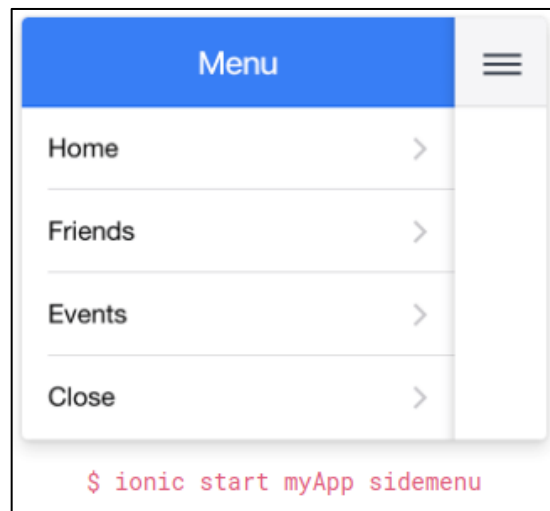 Menu
Home
Friends
Events
Close
$ ionic start myApp sidemenu